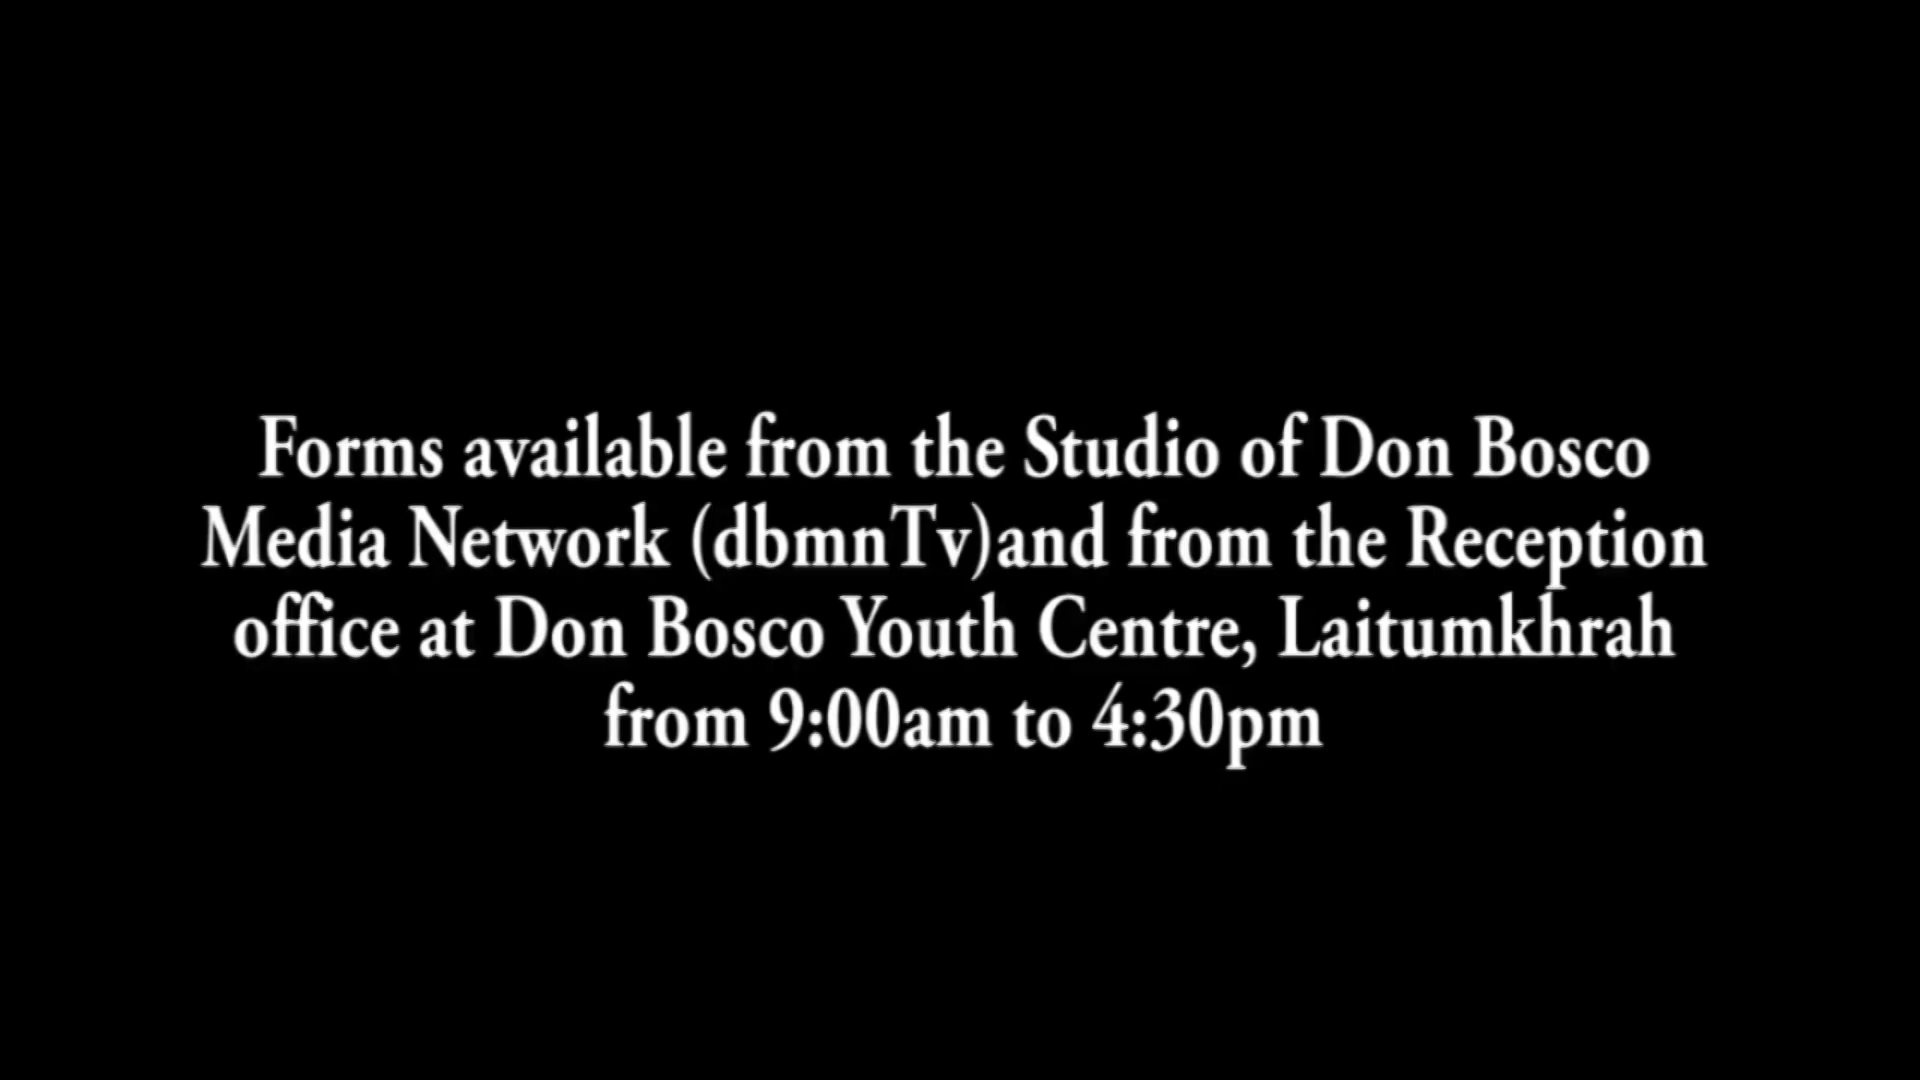 Forms available from the Studio of Don Bosco
Media Network (dbmnTv)and from the Reception
office at Don Bosco Youth Centre, Laitumkhrah
from 9:00am to 4:30pm